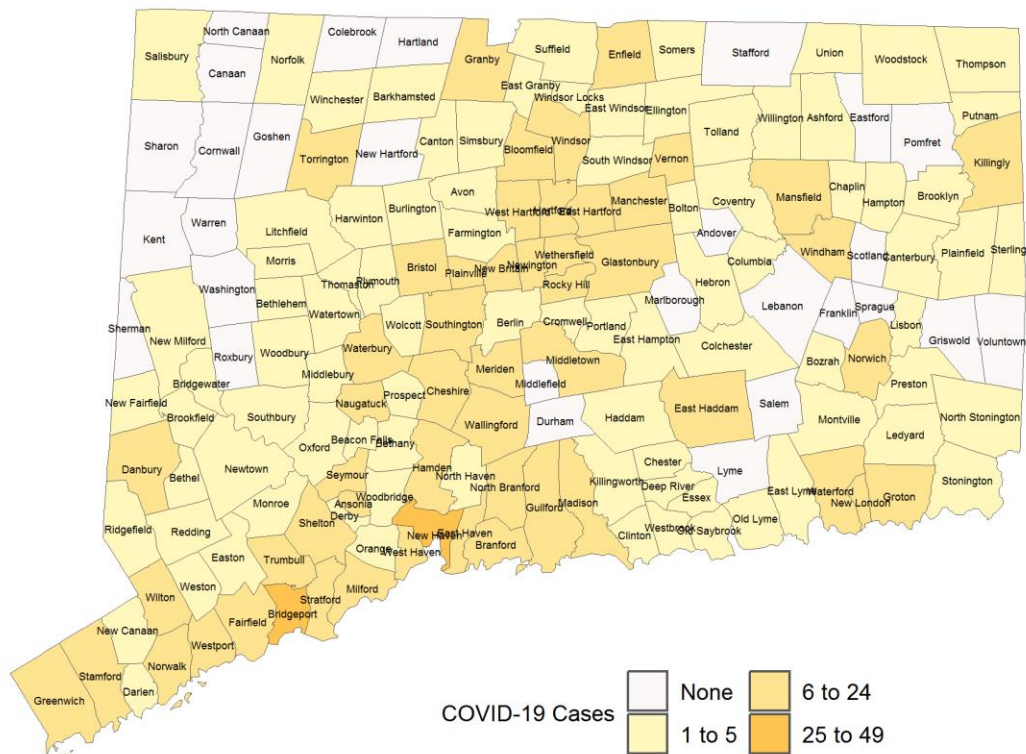 North Canaan
Colebrook
Hartland
Salisbury
Norfolk
Granby
Suffield
Enfield
Somers
Stafford
Union
Woodstock
Thompson
Canaan
East Granby
Windsor Locks
Winchester
Barkhamsted
East Windsor
Ellington
Willington
Ashford
Eastford
Putnam
Sharon
Cornwall
Goshen
Torrington
New Hartford
Canton
Simsbury
Bloomfield
Windsor
South Windsor
Vernon
Tolland
Pomfret
Killingly
Avon
West Hartford
Hartford
East Hartford
Manchester
Bolton
Coventry
Mansfield
Chaplin
Hampton
Brooklyn
Kent
Warren
Litchfield
Harwinton
Burlington
Farmington
Andover
Columbia
Windham
Scotland
Canterbury
Plainfield
Sterling
Morris
Bristol
Plainville
New Britain
Newington
Wethersfield
Glastonbury
Rocky Hill
Hebron
Washington
Bethlehem
Thomaston
Plymouth
Watertown
Marlborough
Lebanon
Franklin
Sprague
Lisbon
Griswold
Voluntown
Sherman
New Milford
Roxbury
Woodbury
Wolcott
Southington
Berlin
Cromwell
Portland
East Hampton
Colchester
Bozrah
Norwich
Preston
Waterbury
Middlebury
Meriden
Middletown
Middlefield
Bridgewater
New Fairfield
Brookfield
Southbury
Naugatuck
Prospect
Cheshire
Wallingford
Durham
Haddam
East Haddam
Salem
Montville
Ledyard
North Stonington
Danbury
Bethel
Newtown
Oxford
Beacon Falls
Bethany
Hamden
North Haven
Seymour
Woodbridge
Ansonia
Derby
North Branford
Guilford
Madison
Killingworth
Chester
Deep River
Essex
Lyme
East Lyme
Waterford
New London
Groton
Stonington
Ridgefield
Redding
Monroe
Shelton
Orange
New Haven
East Haven
West Haven
Branford
Clinton
Westbrook
Old Saybrook
Old Lyme
Easton
Weston
Trumbull
Wilton
Bridgeport
Stratford
Milford
Fairfield
New Canaan
Westport
Norwalk
Darien
Stamford
Greenwich
COVID-19 Cases
None
6 to 24
1 to 5
25 to 49